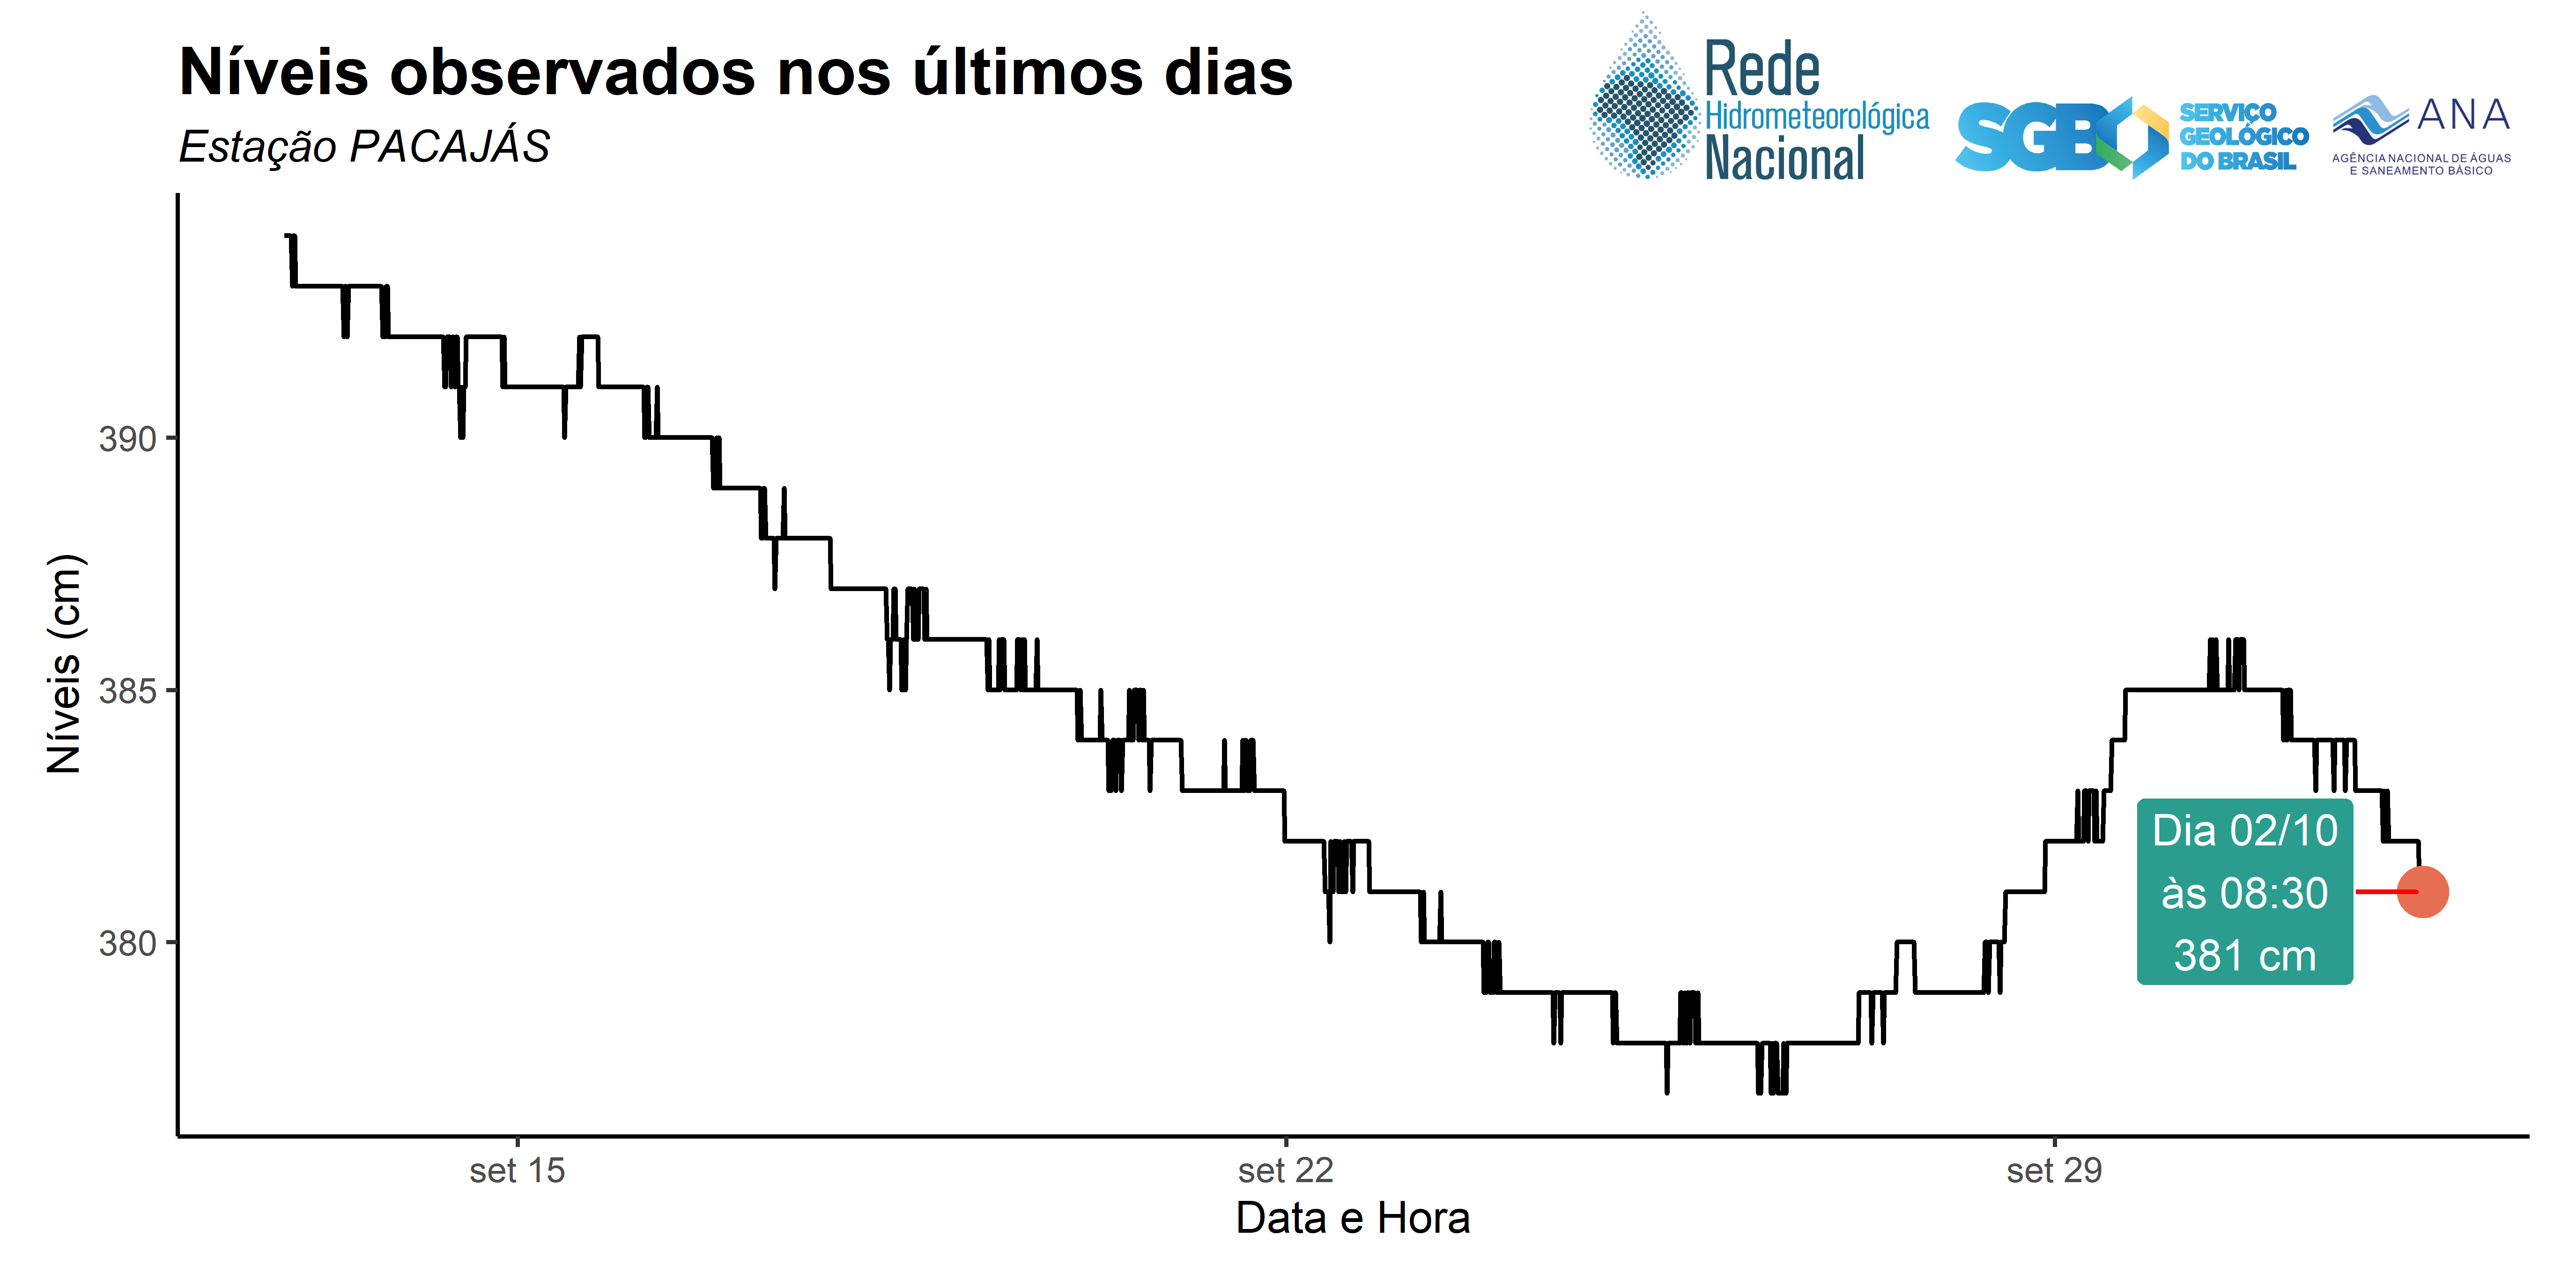 Níveis observados nos últimos dias
Estação PACAJÁS
Rede
Hidrometeorológica
Nacional
SGB
SERVIÇO
GEOLÓGICO
DO BRASIL
ANA
AGÊNCIA NACIONAL DE ÁGUAS
E SANEAMENTO BÁSICO
Níveis (cm)
390
385
380
Dia 02/10
às 08:30
381 cm
set 15
set 22
set 29
Data e Hora